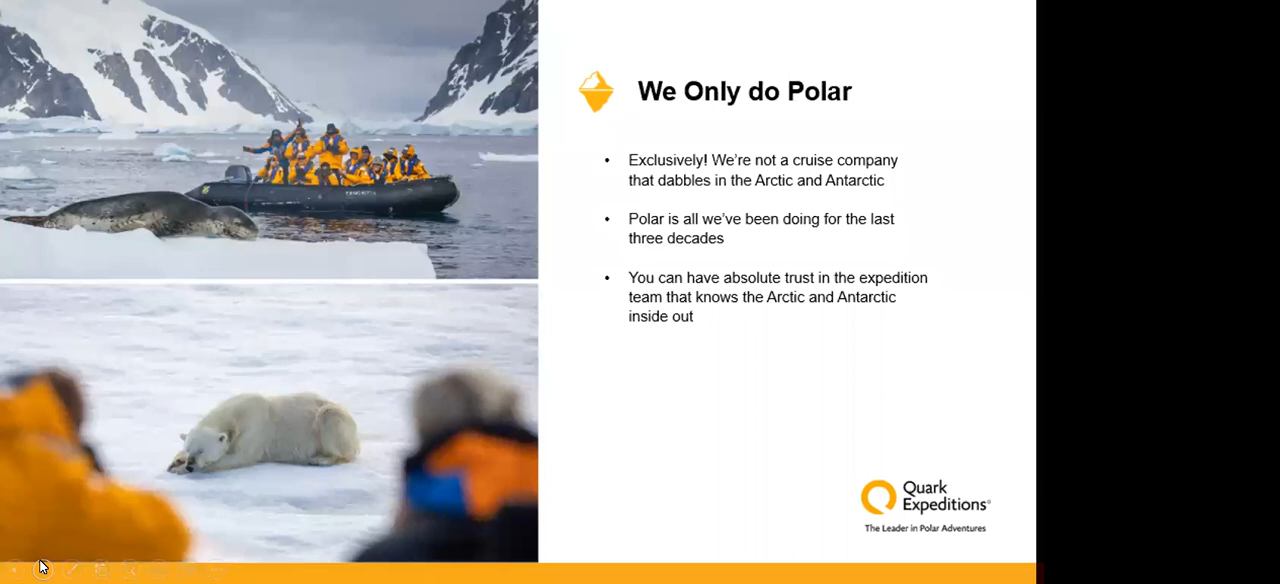 We Only do Polar
• Exclusively! We’re not a cruise company
that dabbles in the Arctic and Antarctic
• Polar is all we’ve been doing for the last
three decades
• You can have absolute trust in the expedition
team that knows the Arctic and Antarctic
inside out
Quark
Expeditions
The Leader in Polar Adventures